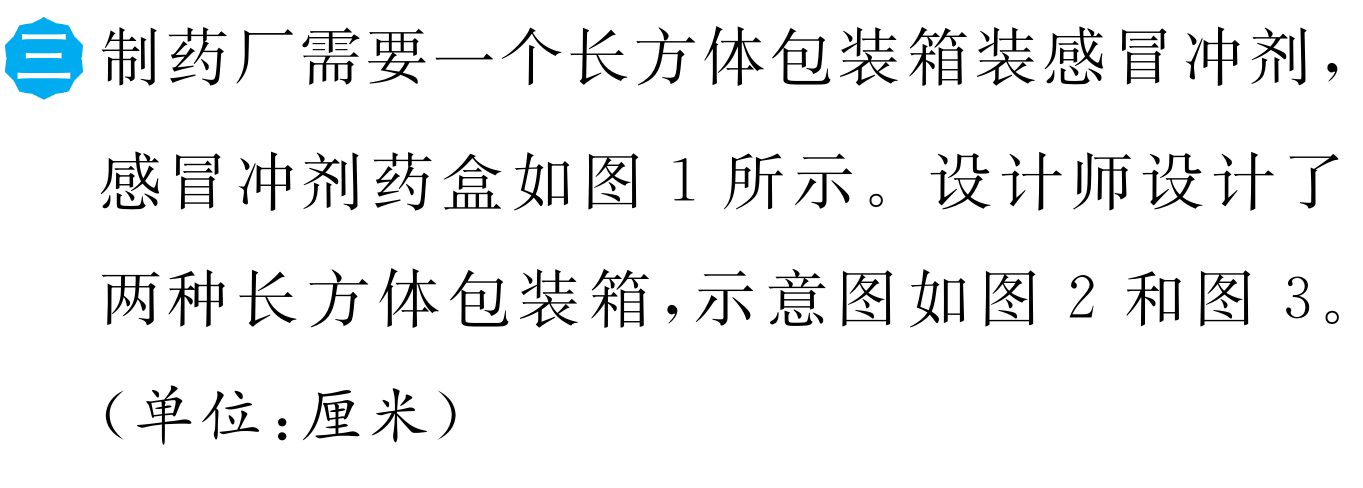 三 制药厂需要一个长方体包装箱装感冒冲剂，
感冒冲剂药盒如图 1 所示。设计师设计了
两种长方体包装箱，示意图如图 2 和图 3。
（单位：厘米）